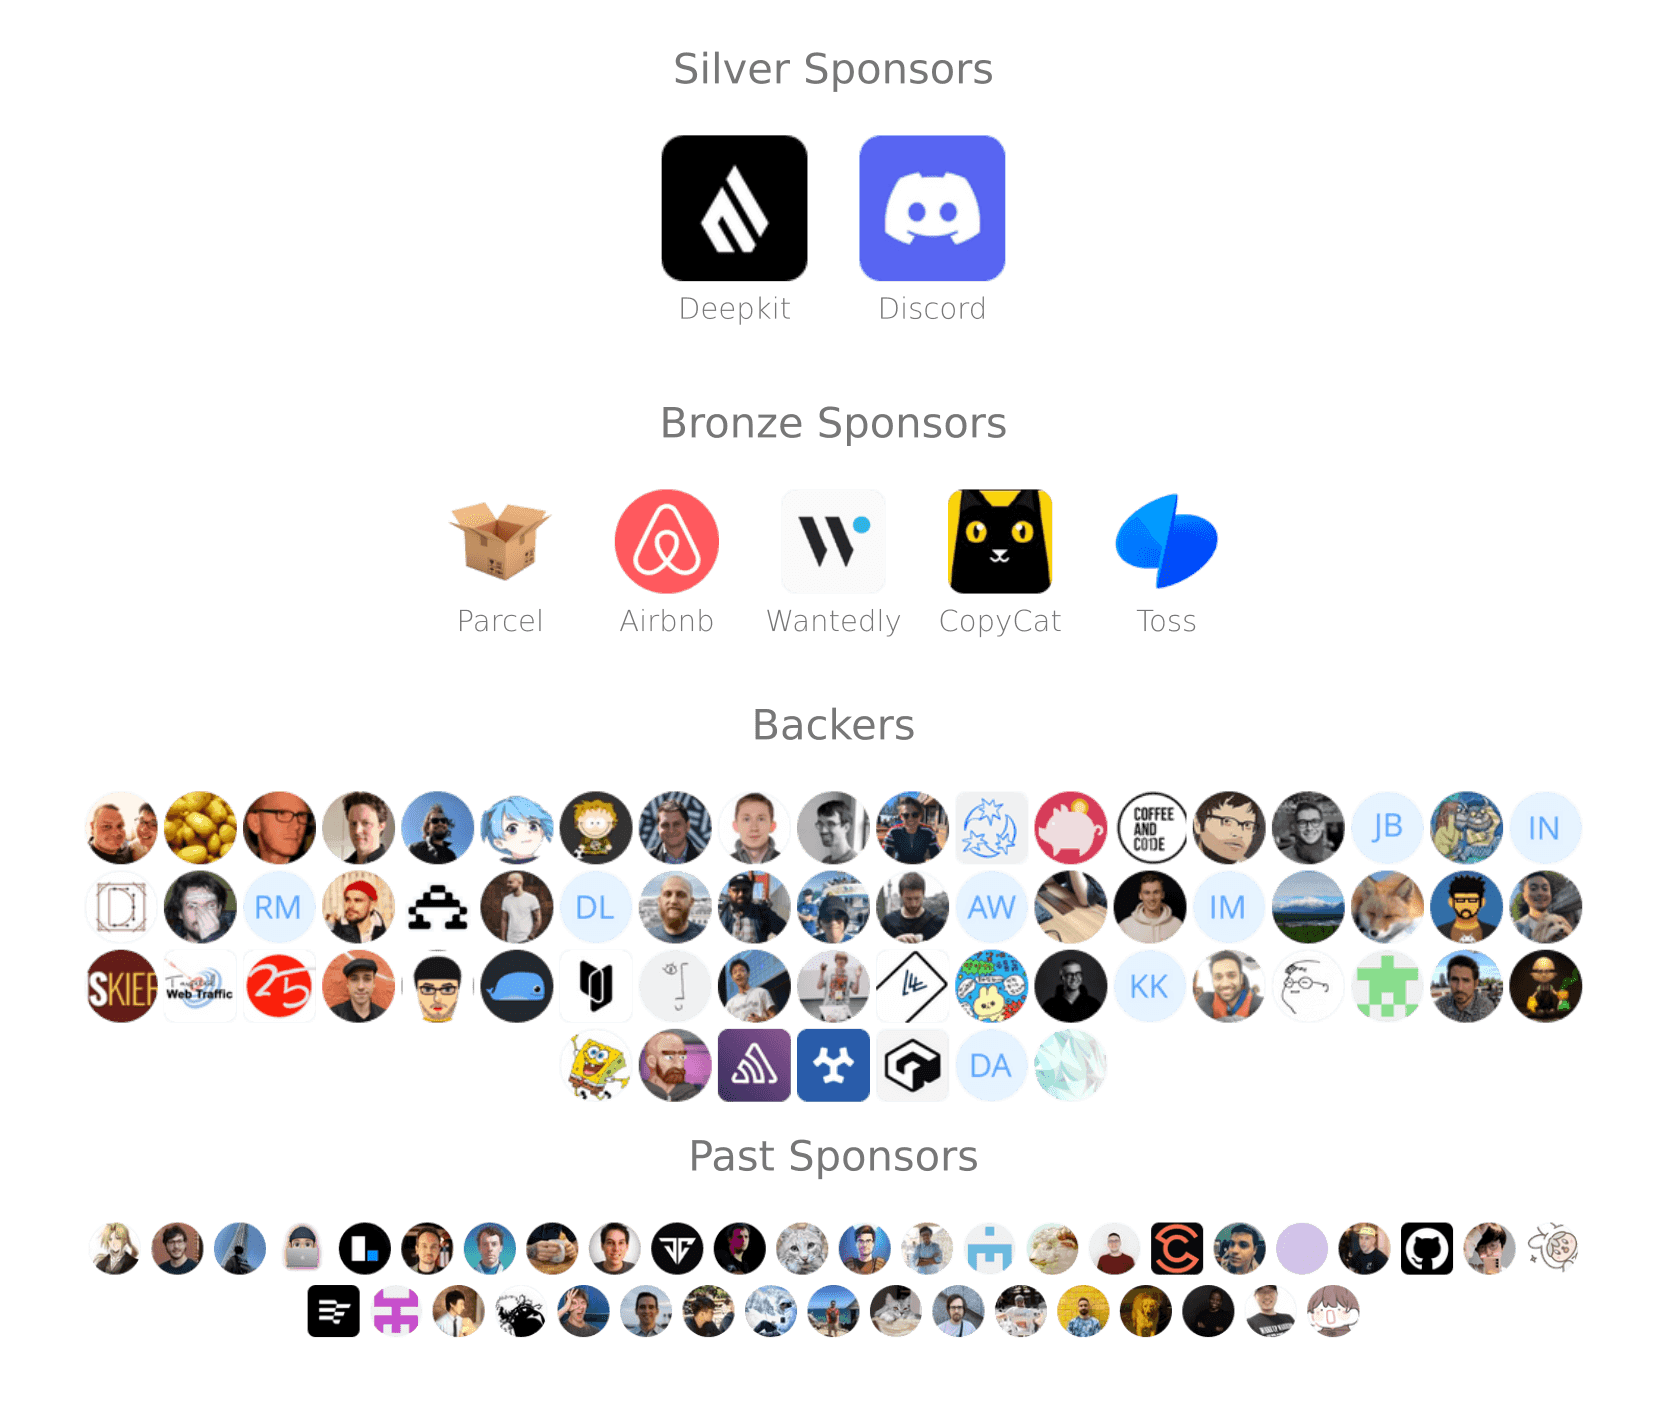 Silver Sponsors
Deepkit
Discord
Bronze Sponsors
Parcel
Airbnb
Wantedly
CopyCat
Toss
Backers
COFFEE
AND
CODE
JB
IN
RM
DL
AW
IM
SKIEF
Web Traffic
25
KK
DA
Past Sponsors